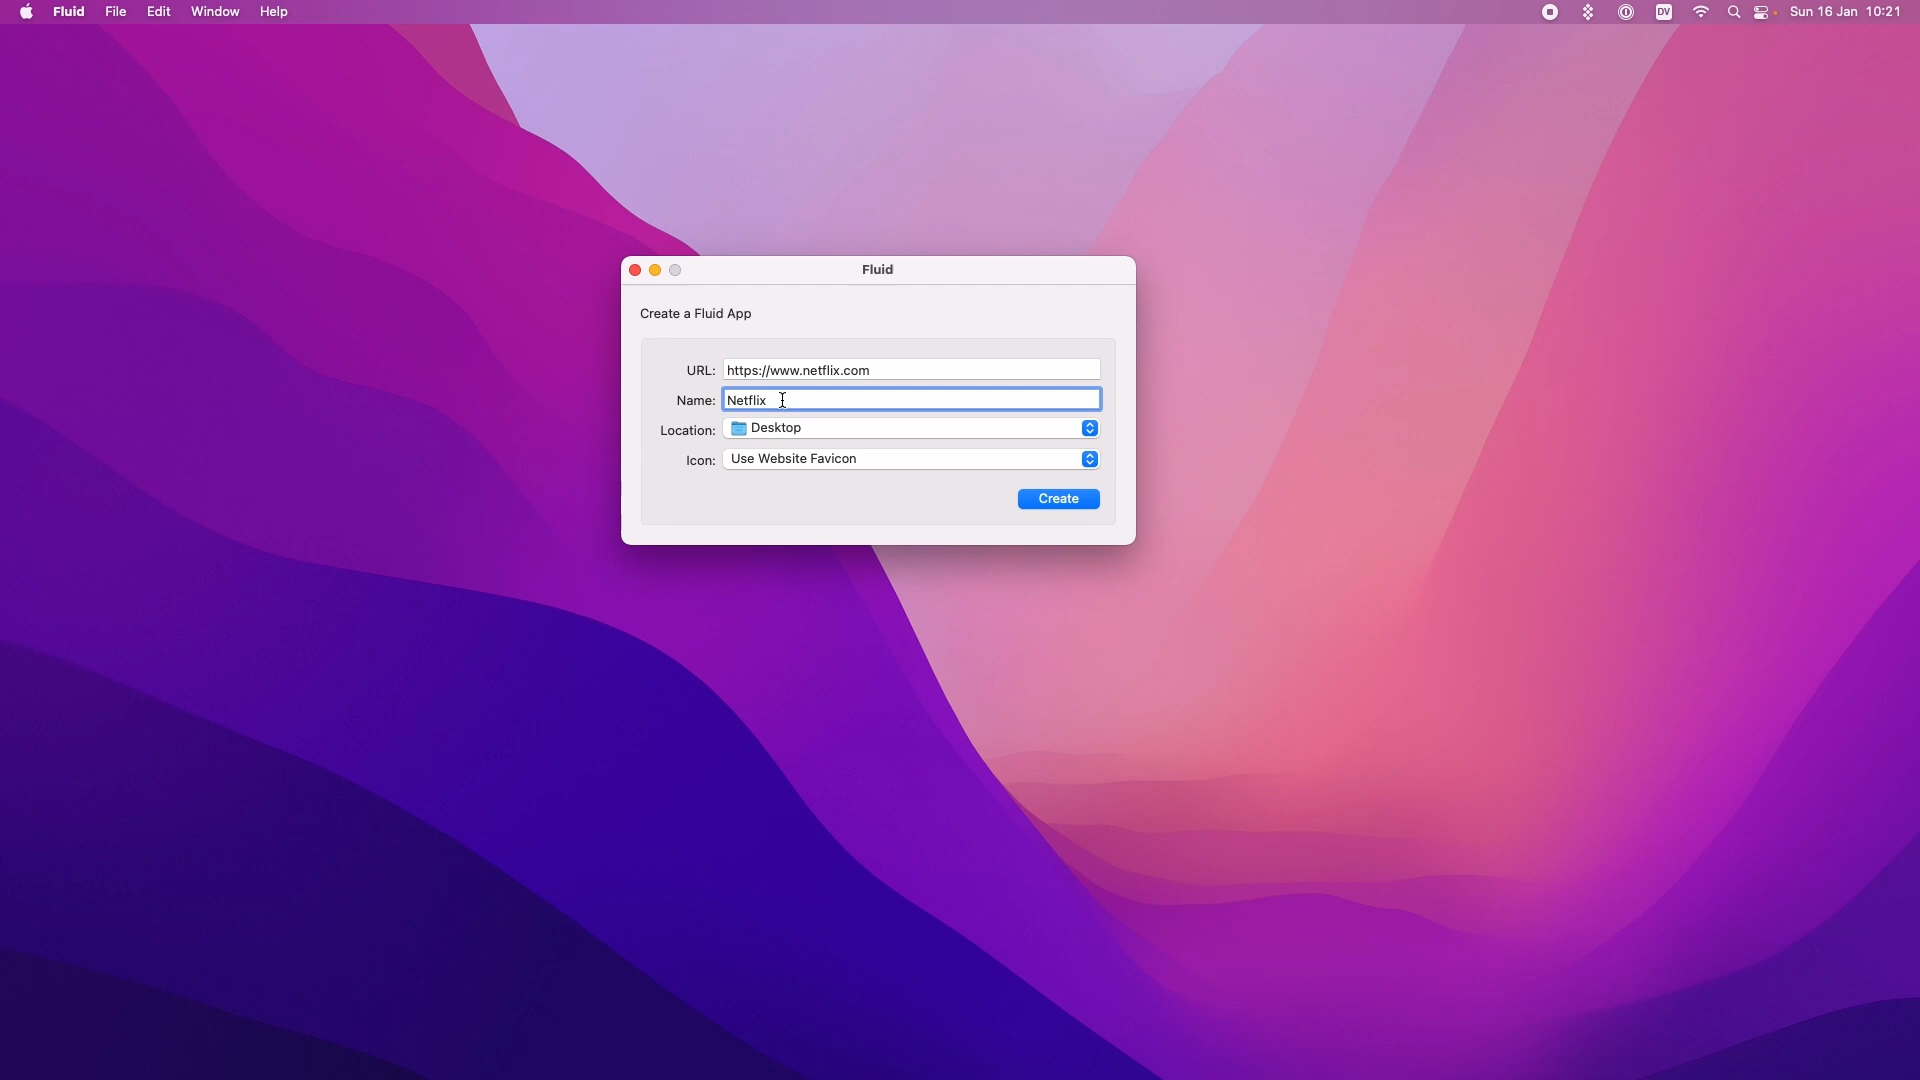 Fluid File Edit Window Help DV Sun 16 Jan 10:21
Fluid
Create a Fluid App
URL: https://www.netflix.com
Name: Netflix
Location: Desktop
Icon: Use Website Favicon
Create